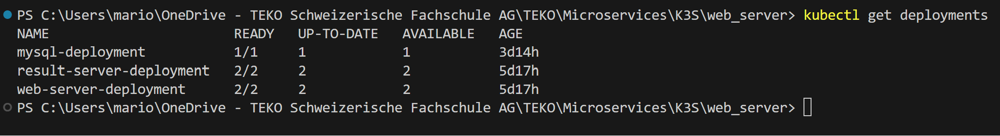 PS C:\Users\mario\OneDrive - TEKO Schweizerische Fachschule AG\TEKO\Microservices\K3S\web_server> kubectl get deployments
NAME                       READY   UP-TO-DATE   AVAILABLE   AGE
mysql-deployment           1/1     1            1           3d14h
result-server-deployment   2/2     2            2           5d17h
web-server-deployment      2/2     2            2           5d17h
PS C:\Users\mario\OneDrive - TEKO Schweizerische Fachschule AG\TEKO\Microservices\K3S\web_server>